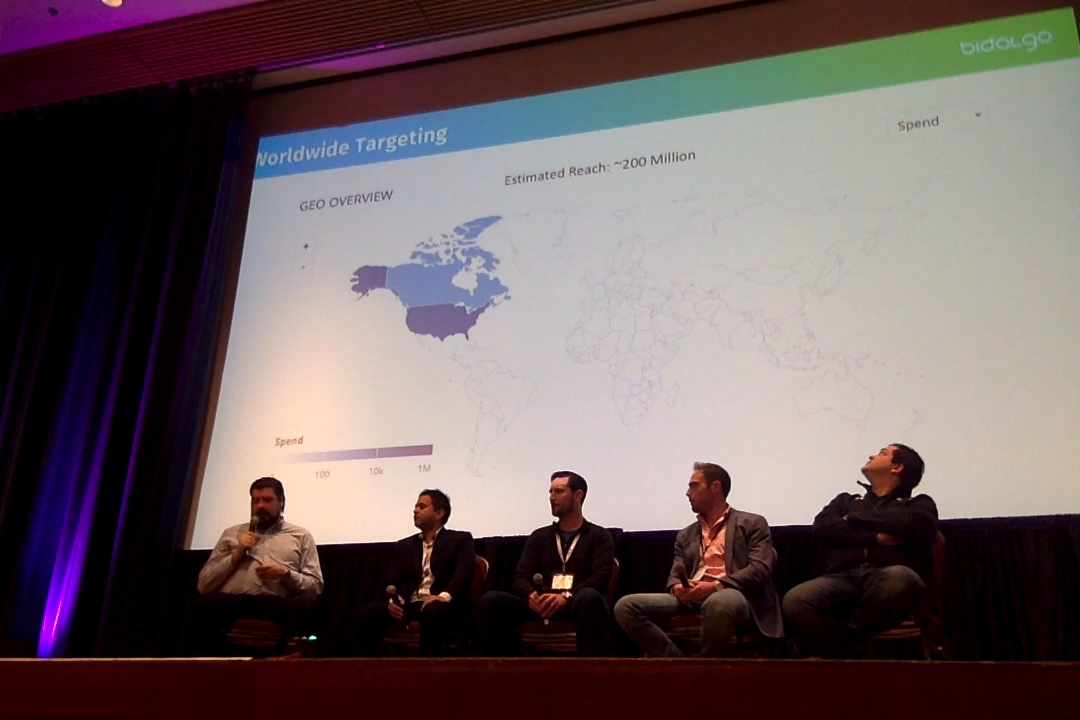 bidalgo
Worldwide Targeting
Spend
Estimated Reach: ~200 Million
GEO OVERVIEW
+
-
Spend
100 10k 1M